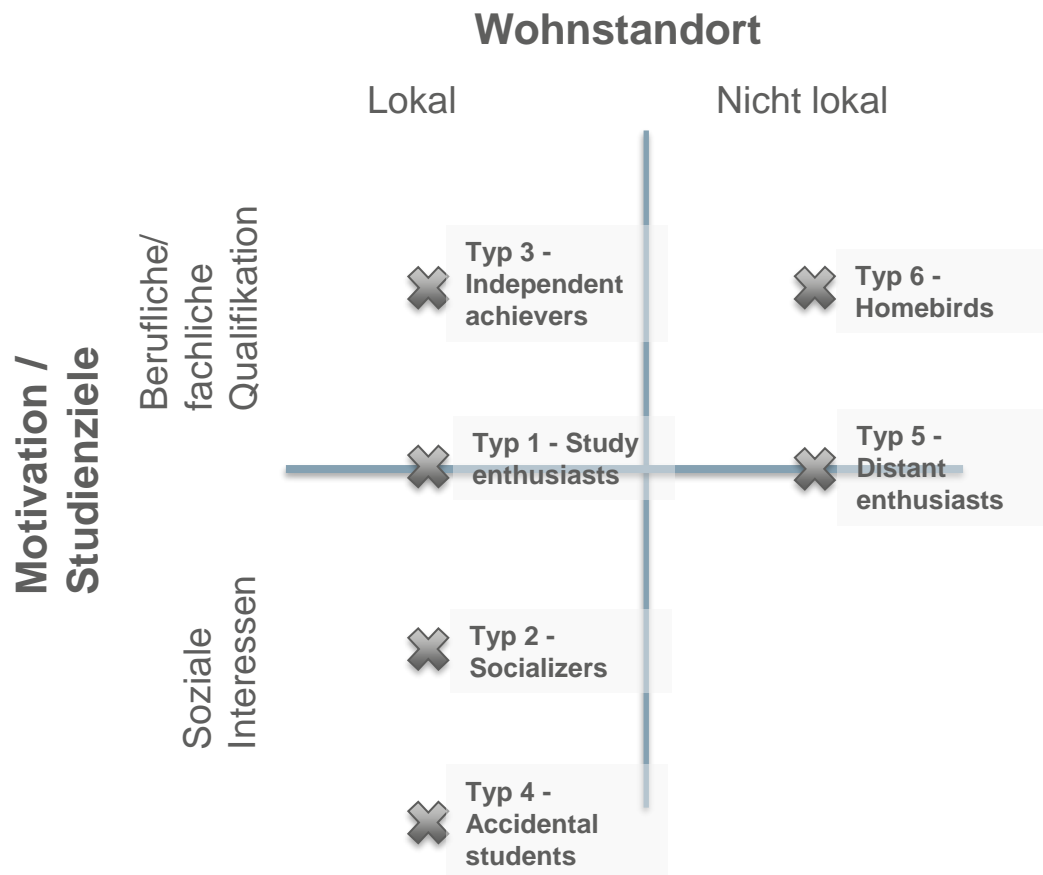 Wohnstandort
Lokal
Nicht lokal
Motivation /
Studienziele
Berufliche/
fachliche
Qualifikation
Soziale
Interessen
Typ 3 -
Independent
achievers
Typ 6 -
Homebirds
Typ 1 - Study
enthusiasts
Typ 5 -
Distant
enthusiasts
Typ 2 -
Socializers
Typ 4 -
Accidental
students